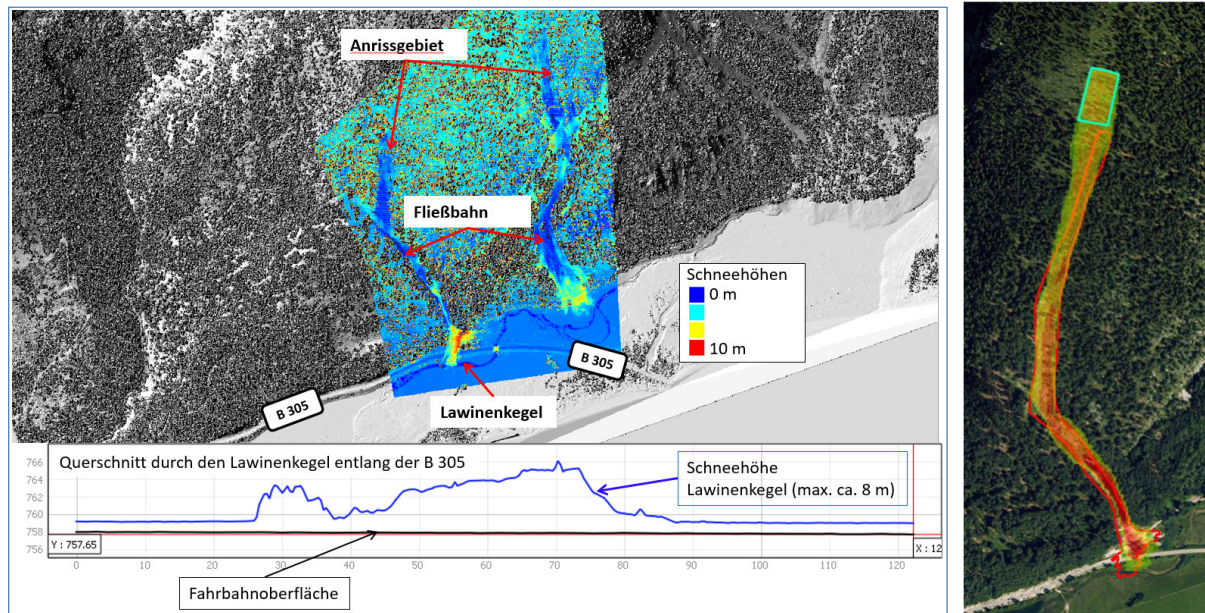 Anrissgebiet
Fließbahn
Schneehöhen
0 m
10 m
B 305
B 305
Lawinenkegel
Querschnitt durch den Lawinenkegel entlang der B 305
Schneehöhe
Lawinenkegel (max. ca. 8 m)
766
764
762
760
758
756
Y : 757.65
X : 12
0
10
20
30
40
50
60
70
80
90
100
110
120
Fahrbahnoberfläche